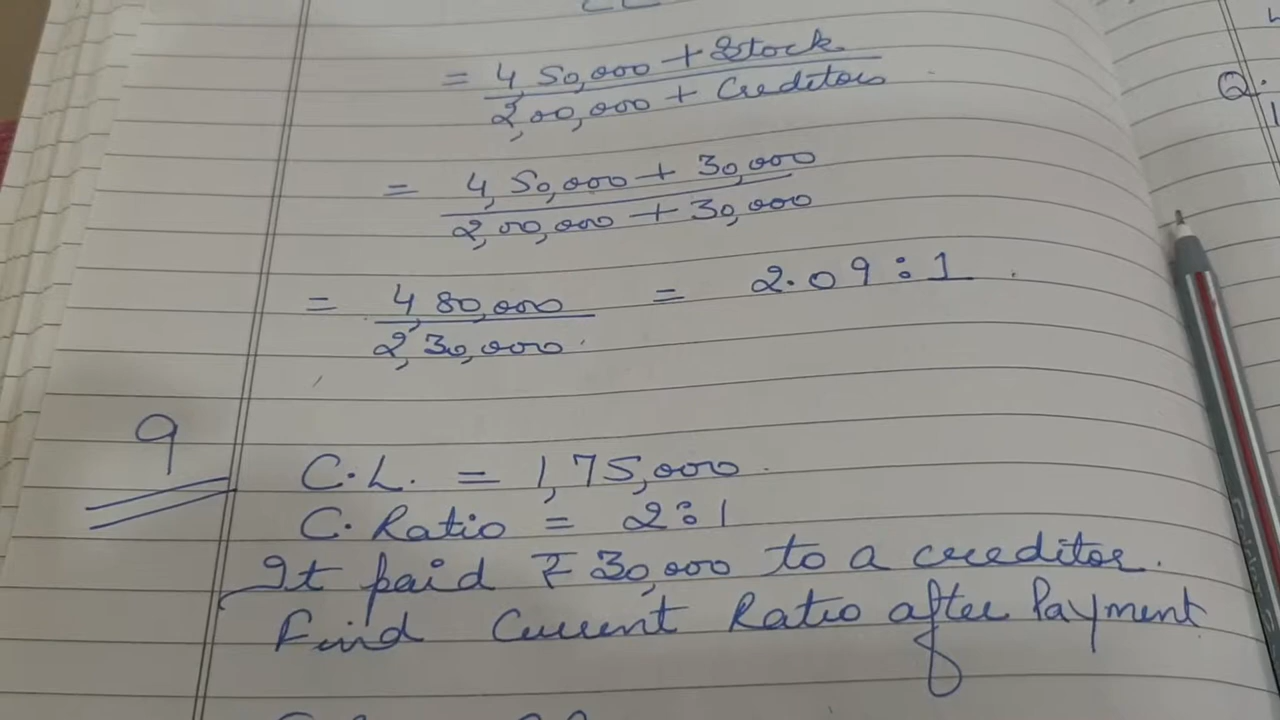 = 4,50,000 + Stock
2,00,000 + Creditors
= 4,50,000 + 30,000
2,00,000 + 30,000
= 4,80,000 = 2.09 : 1
2,30,000
Q.
9
C.L. = 1,75,000
C. Ratio = 2 : 1
It paid ₹ 30,000 to a creditor.
Find Current Ratio after Payment